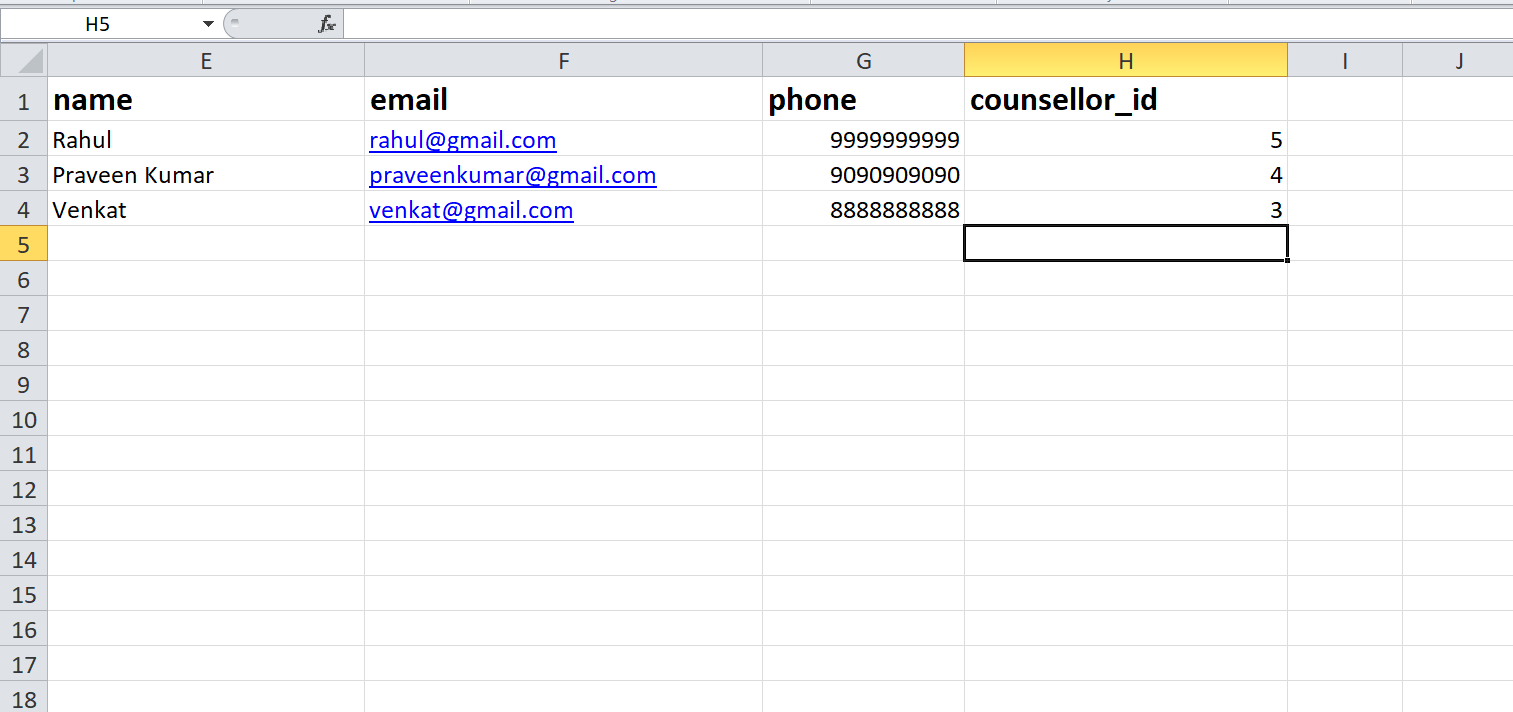 H5 fx
E F G H I J
1 name email phone counsellor_id
2 Rahul rahul@gmail.com 9999999999 5
3 Praveen Kumar praveenkumar@gmail.com 9090909090 4
4 Venkat venkat@gmail.com 8888888888 3
5
6
7
8
9
10
11
12
13
14
15
16
17
18